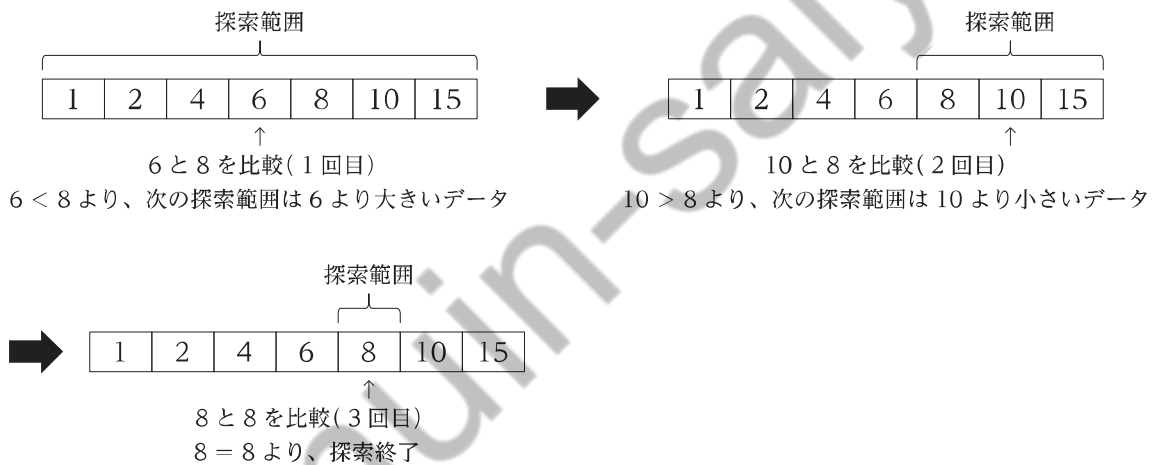 探索範囲
1 2 4 6 8 10 15
↑
6と8を比較(1回目)
6 < 8より、次の探索範囲は6より大きいデータ
探索範囲
1 2 4 6 8 10 15
↑
10と8を比較(2回目)
10 > 8より、次の探索範囲は10より小さいデータ
探索範囲
1 2 4 6 8 10 15
↑
8と8を比較(3回目)
8 = 8より、探索終了